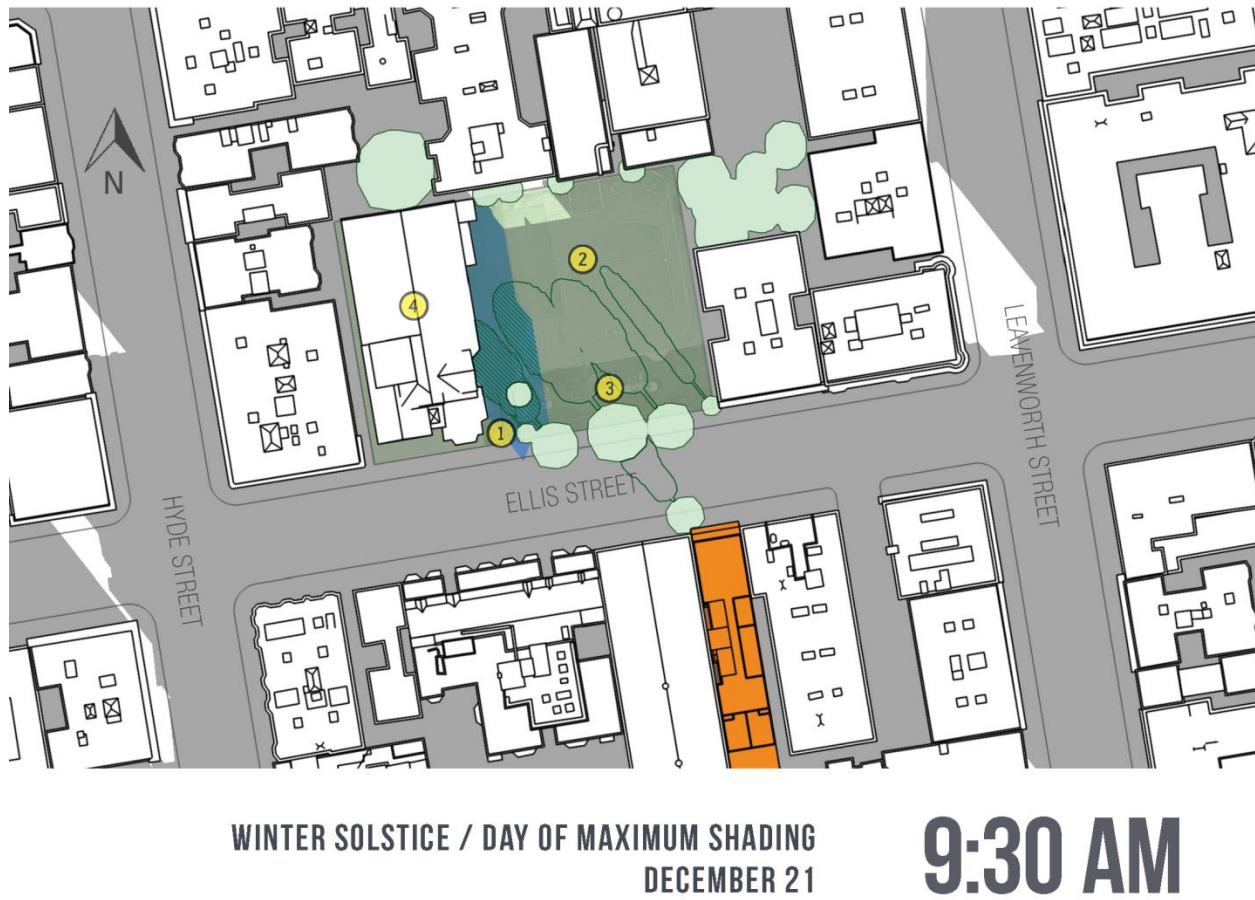 N
4
2
3
1
ELLIS STREET
HYDE STREET
LEAVENWORTH STREET
WINTER SOLSTICE / DAY OF MAXIMUM SHADING
DECEMBER 21
9:30 AM